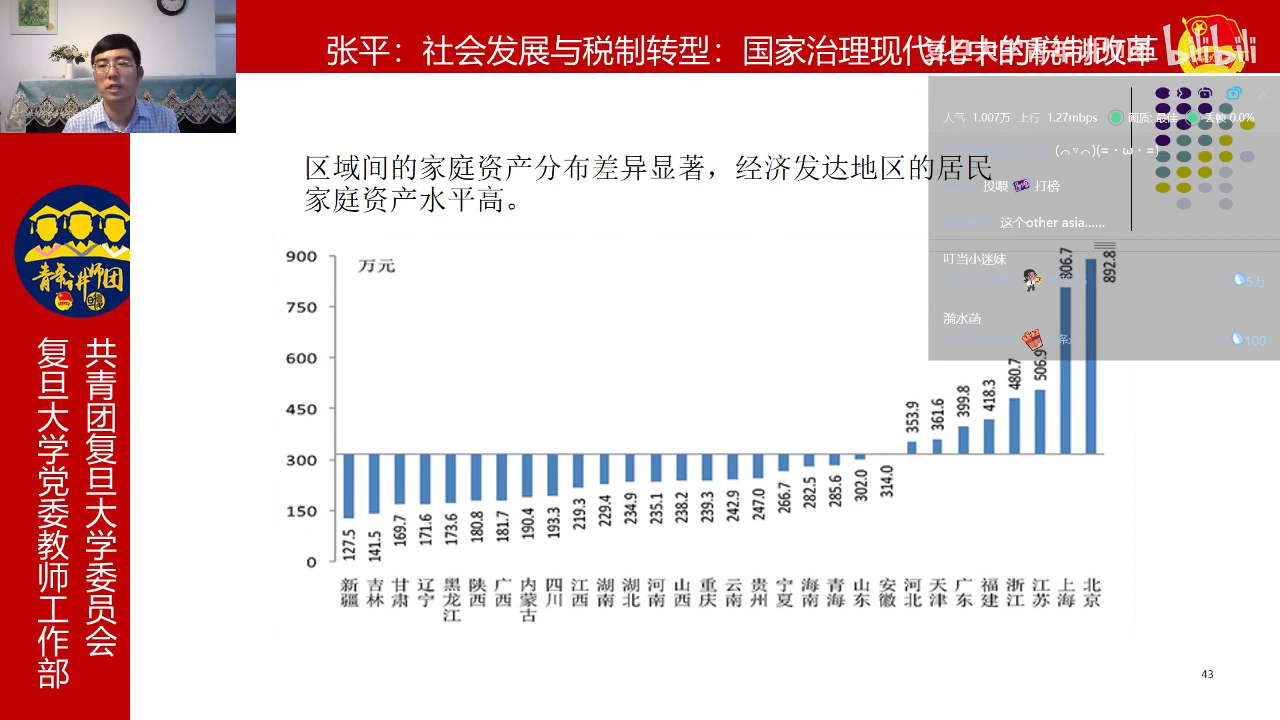 张平：社会发展与税制转型：国家治理现代化中的税制改革
bilibili
人气 1.007万 上行 1.27mbps 画质: 最佳 丢帧 0.0%
(⌒▽⌒)(=・ω・=)
投喂 打榜
这个other asia......
叮当小迷妹
5万
漪水菡
条
100
区域间的家庭资产分布差异显著，经济发达地区的居民
家庭资产水平高。
青年讲师团
共青团复旦大学委员会
复旦大学党委教师工作部
万元
900
750
600
450
300
150
0
127.5
141.5
169.7
171.6
173.6
180.8
181.7
190.4
193.3
219.3
229.4
234.9
235.1
238.2
239.3
242.9
247.0
266.7
282.5
285.6
302.0
314.0
353.9
361.6
399.8
418.3
480.7
506.9
806.7
892.8
新疆
吉林
甘肃
辽宁
黑龙江
陕西
广西
内蒙古
四川
江西
湖南
湖北
河南
山西
重庆
云南
贵州
宁夏
海南
青海
山东
安徽
河北
天津
广东
福建
浙江
江苏
上海
北京
43